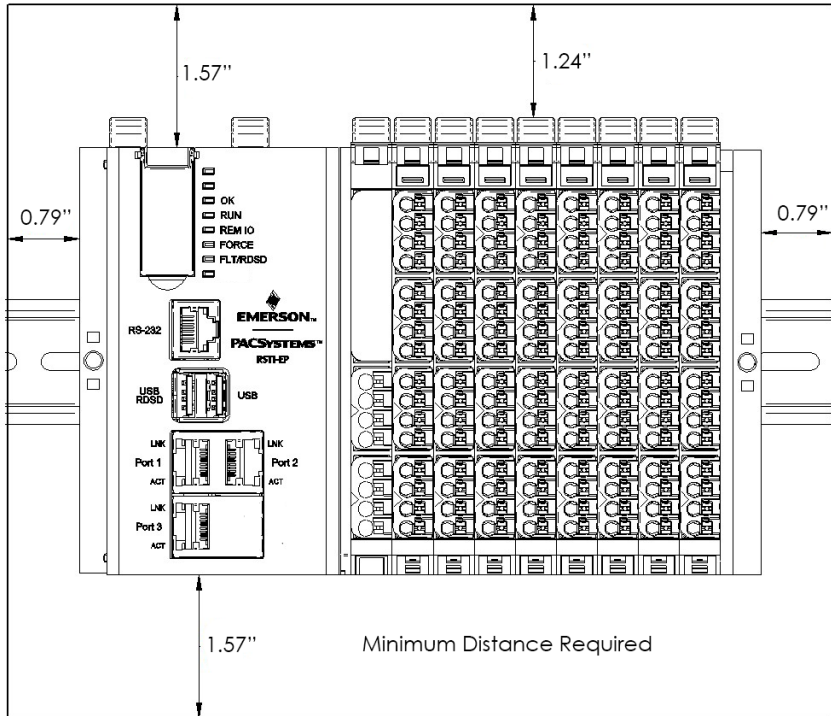 1.57”
1.24”
0.79”
0.79”
OK
RUN
REM IO
FORCE
FLT/RDSD
RS-232
EMERSON™
PACSYSTEMS™
RSTI-EP
USB
RDSD
USB
LNK
LNK
Port 1
Port 2
ACT
ACT
LNK
Port 3
ACT
1.57”
Minimum Distance Required